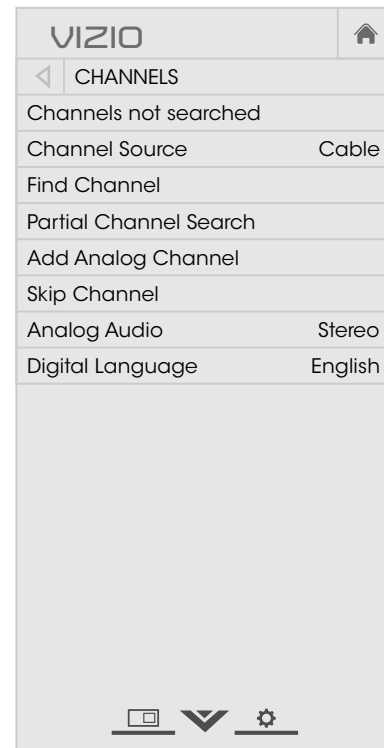 VIZIO
CHANNELS
Channels not searched
Channel Source Cable
Find Channel
Partial Channel Search
Add Analog Channel
Skip Channel
Analog Audio Stereo
Digital Language English